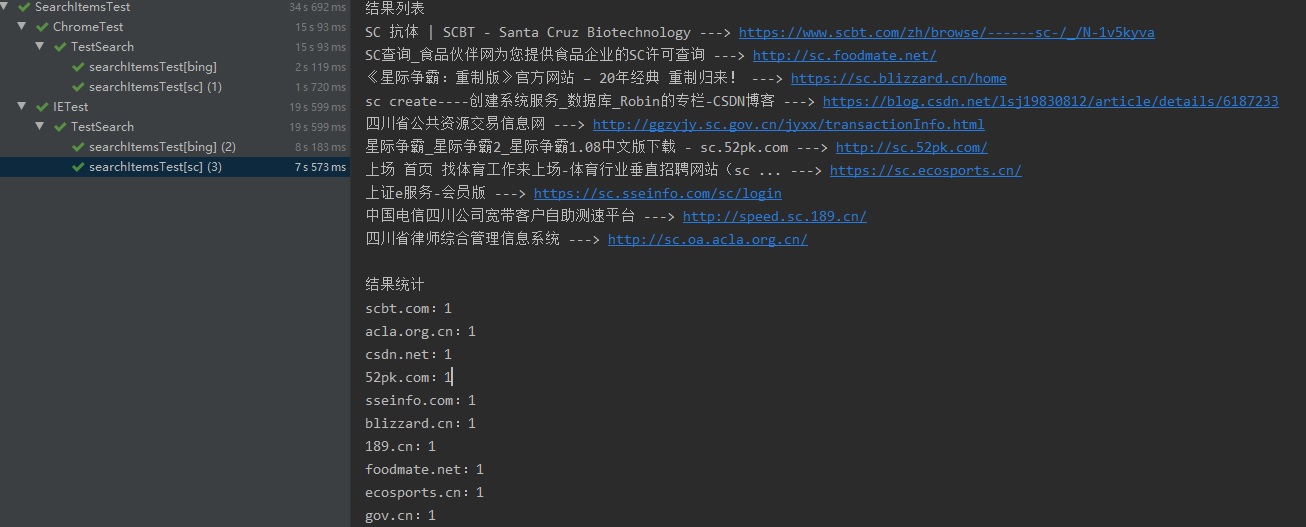 SearchItemsTest 34 s 692 ms
ChromeTest 15 s 93 ms
TestSearch 15 s 93 ms
searchItemsTest[bing] 2 s 119 ms
searchItemsTest[sc] (1) 1 s 720 ms
IETest 19 s 599 ms
TestSearch 19 s 599 ms
searchItemsTest[bing] (2) 8 s 183 ms
searchItemsTest[sc] (3) 7 s 573 ms
结果列表
SC 抗体 | SCBT - Santa Cruz Biotechnology ---> https://www.scbt.com/zh/browse/------sc-/_/N-1v5kyva
SC查询_食品伙伴网为您提供食品企业的SC许可查询 ---> http://sc.foodmate.net/
《星际争霸：重制版》官方网站 – 20年经典 重制归来！ ---> https://sc.blizzard.cn/home
sc create----创建系统服务_数据库_Robin的专栏-CSDN博客 ---> https://blog.csdn.net/lsj19830812/article/details/6187233
四川省公共资源交易信息网 ---> http://ggzyjy.sc.gov.cn/jyxx/transactionInfo.html
星际争霸_星际争霸2_星际争霸1.08中文版下载 - sc.52pk.com ---> http://sc.52pk.com/
上场 首页 找体育工作来上场-体育行业垂直招聘网站（sc ... ---> https://sc.ecosports.cn/
上证e服务-会员版 ---> https://sc.sseinfo.com/sc/login
中国电信四川公司宽带客户自助测速平台 ---> http://speed.sc.189.cn/
四川省律师综合管理信息系统 ---> http://sc.oa.acla.org.cn/
结果统计
scbt.com：1
acla.org.cn：1
csdn.net：1
52pk.com：1
sseinfo.com：1
blizzard.cn：1
189.cn：1
foodmate.net：1
ecosports.cn：1
gov.cn：1